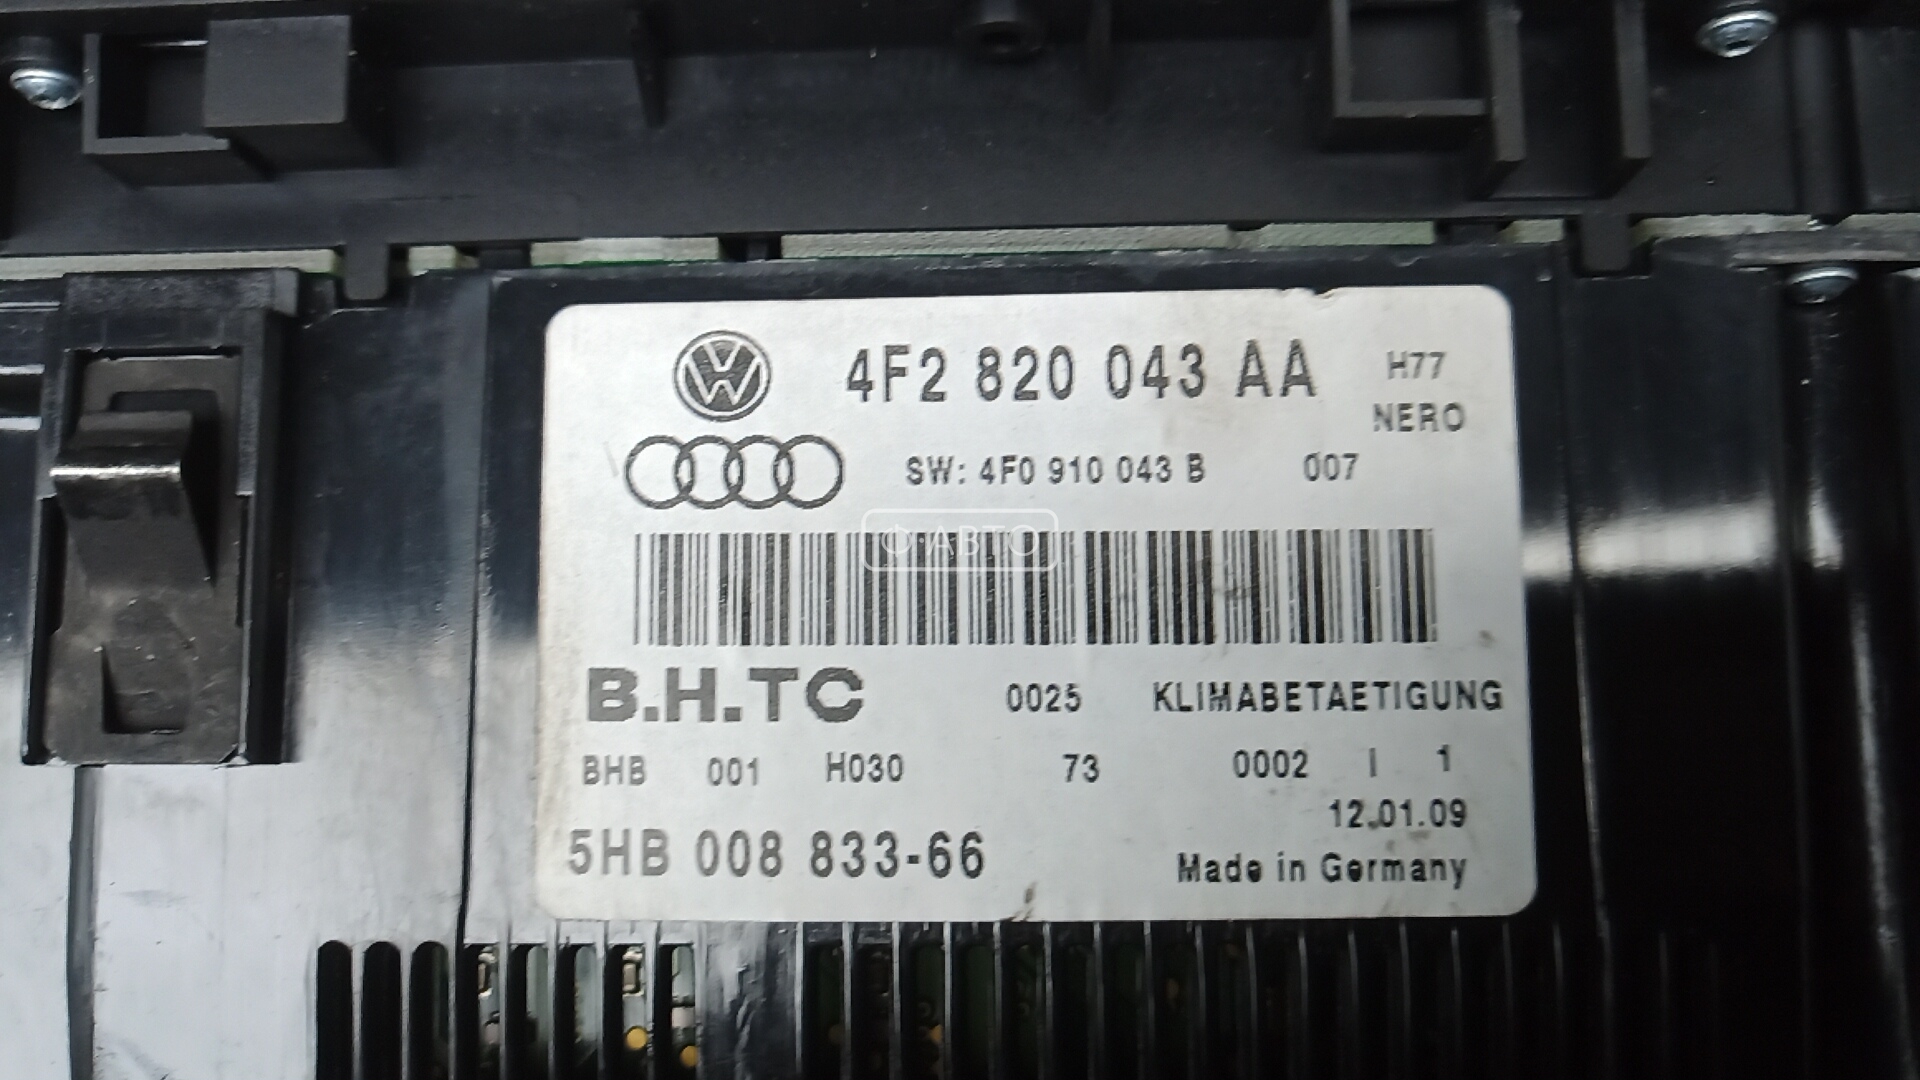 4F2 820 043 AA H77
NERO
SW: 4F0 910 043 B 007
АВТО
B.H.TC 0025 KLIMABETAETIGUNG
BHB 001 H030 73 0002 I 1
12.01.09
5HB 008 833-66
Made in Germany